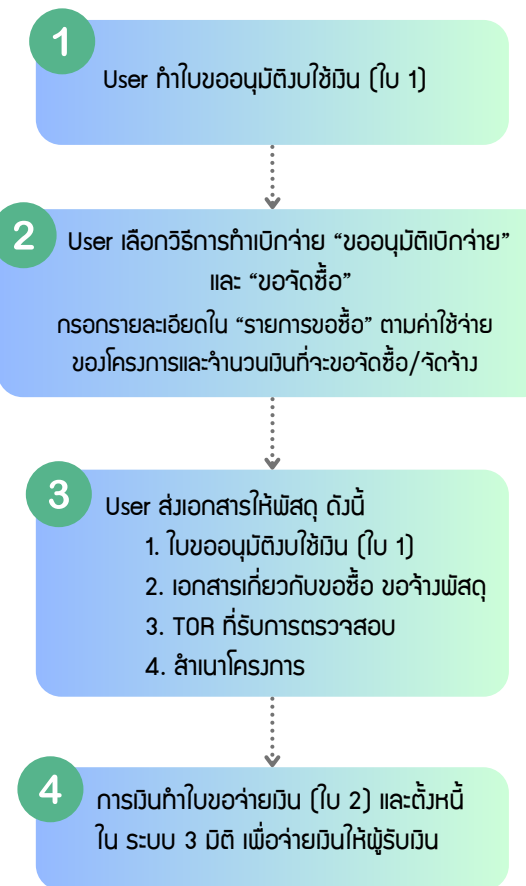 1
User ทำใบขออนุมัติงบใช้เงิน (ใบ 1)
2
User เลือกวิธีการทำเบิกจ่าย “ขออนุมัติเบิกจ่าย”
และ “ขอจัดซื้อ”
กรอกรายละเอียดใน “รายการขอซื้อ” ตามค่าใช้จ่าย
ของโครงการและจำนวนเงินที่จะขอจัดซื้อ/จัดจ้าง
3
User ส่งเอกสารให้พัสดุ ดังนี้
1. ใบขออนุมัติงบใช้เงิน (ใบ 1)
2. เอกสารเกี่ยวกับขอซื้อ ขอจ้างพัสดุ
3. TOR ที่รับการตรวจสอบ
4. สำเนาโครงการ
4
การเงินทำใบขอจ่ายเงิน (ใบ 2) และตั้งหนี้
ใน ระบบ 3 มิติ เพื่อจ่ายเงินให้ผู้รับเงิน